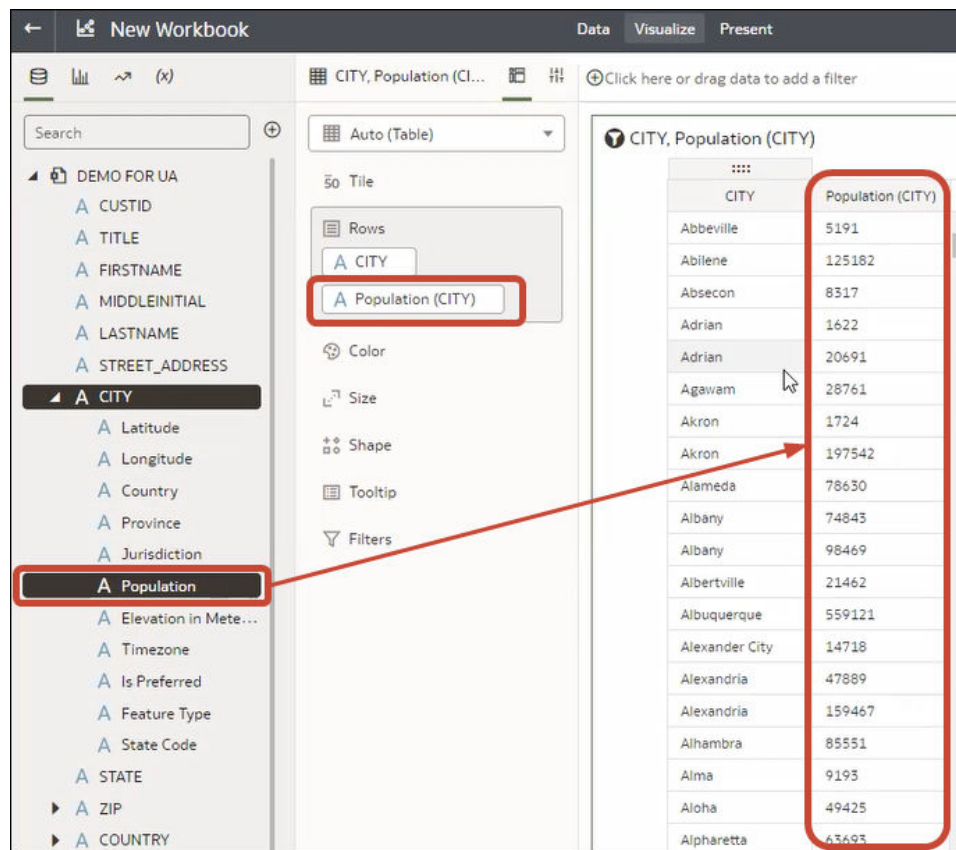 New Workbook
Data Visualize Present
(x)
CITY, Population (CI...
Click here or drag data to add a filter
Search
DEMO FOR UA
A CUSTID
A TITLE
A FIRSTNAME
A MIDDLEINITIAL
A LASTNAME
A STREET_ADDRESS
A CITY
A Latitude
A Longitude
A Country
A Province
A Jurisdiction
A Population
A Elevation in Mete...
A Timezone
A Is Preferred
A Feature Type
A State Code
A STATE
A ZIP
A COUNTRY
Auto (Table)
50 Tile
Rows
A CITY
A Population (CITY)
Color
Size
Shape
Tooltip
Filters
CITY, Population (CITY)
CITY Population (CITY)
Abbeville 5191
Abilene 125182
Absecon 8317
Adrian 1622
Adrian 20691
Agawam 28761
Akron 1724
Akron 197542
Alameda 78630
Albany 74843
Albany 98469
Albertville 21462
Albuquerque 559121
Alexander City 14718
Alexandria 47889
Alexandria 159467
Alhambra 85551
Alma 9193
Aloha 49425
Alpharetta 63693